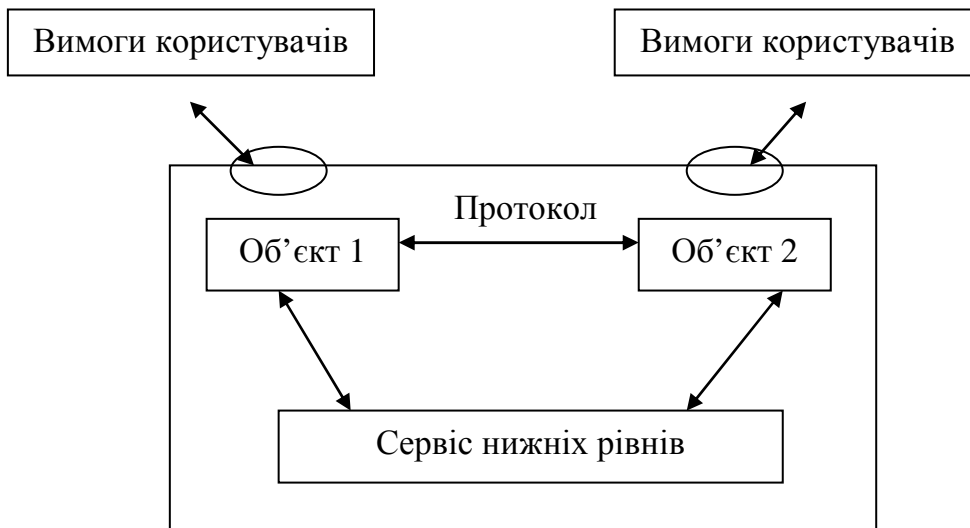 Вимоги користувачів
Вимоги користувачів
Протокол
Об’єкт 1
Об’єкт 2
Сервіс нижніх рівнів